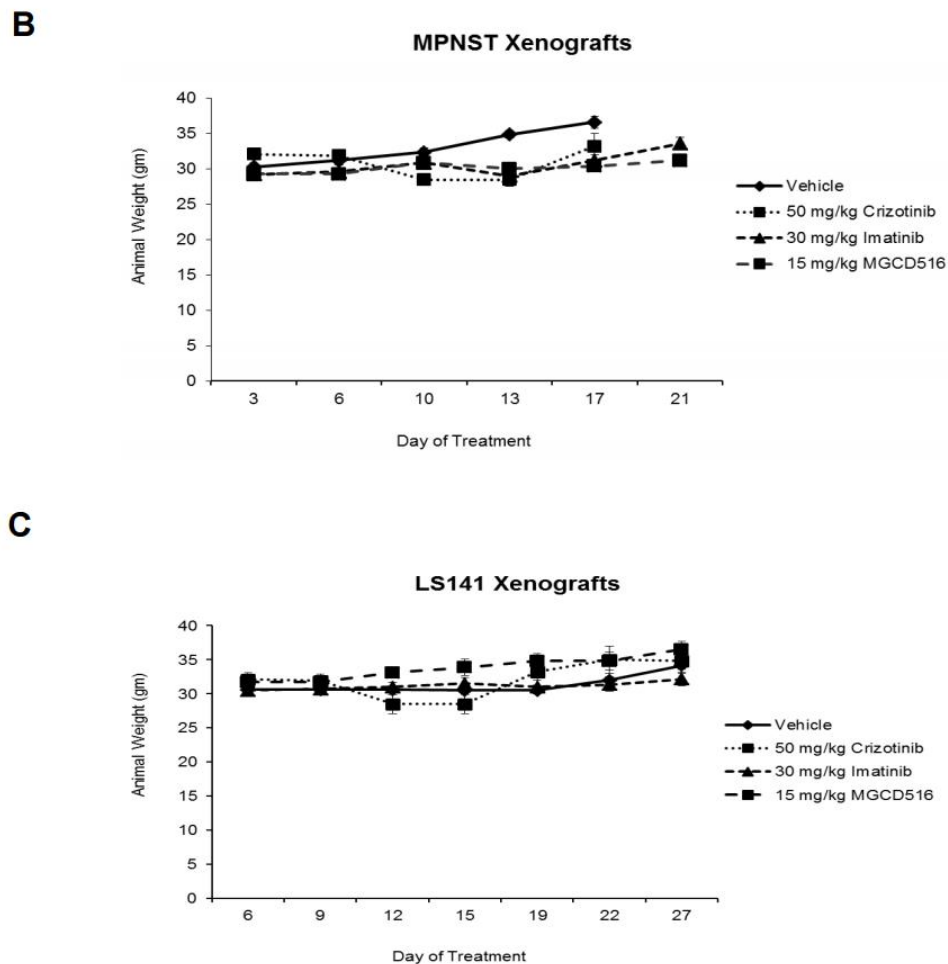 B
MPNST Xenografts
40
35
30
25
20
15
10
5
0
Animal Weight (gm)
3 6 10 13 17 21
Day of Treatment
Vehicle
50 mg/kg Crizotinib
30 mg/kg Imatinib
15 mg/kg MGCD516
C
LS141 Xenografts
40
35
30
25
20
15
10
5
0
Animal Weight (gm)
6 9 12 15 19 22 27
Day of Treatment
Vehicle
50 mg/kg Crizotinib
30 mg/kg Imatinib
15 mg/kg MGCD516